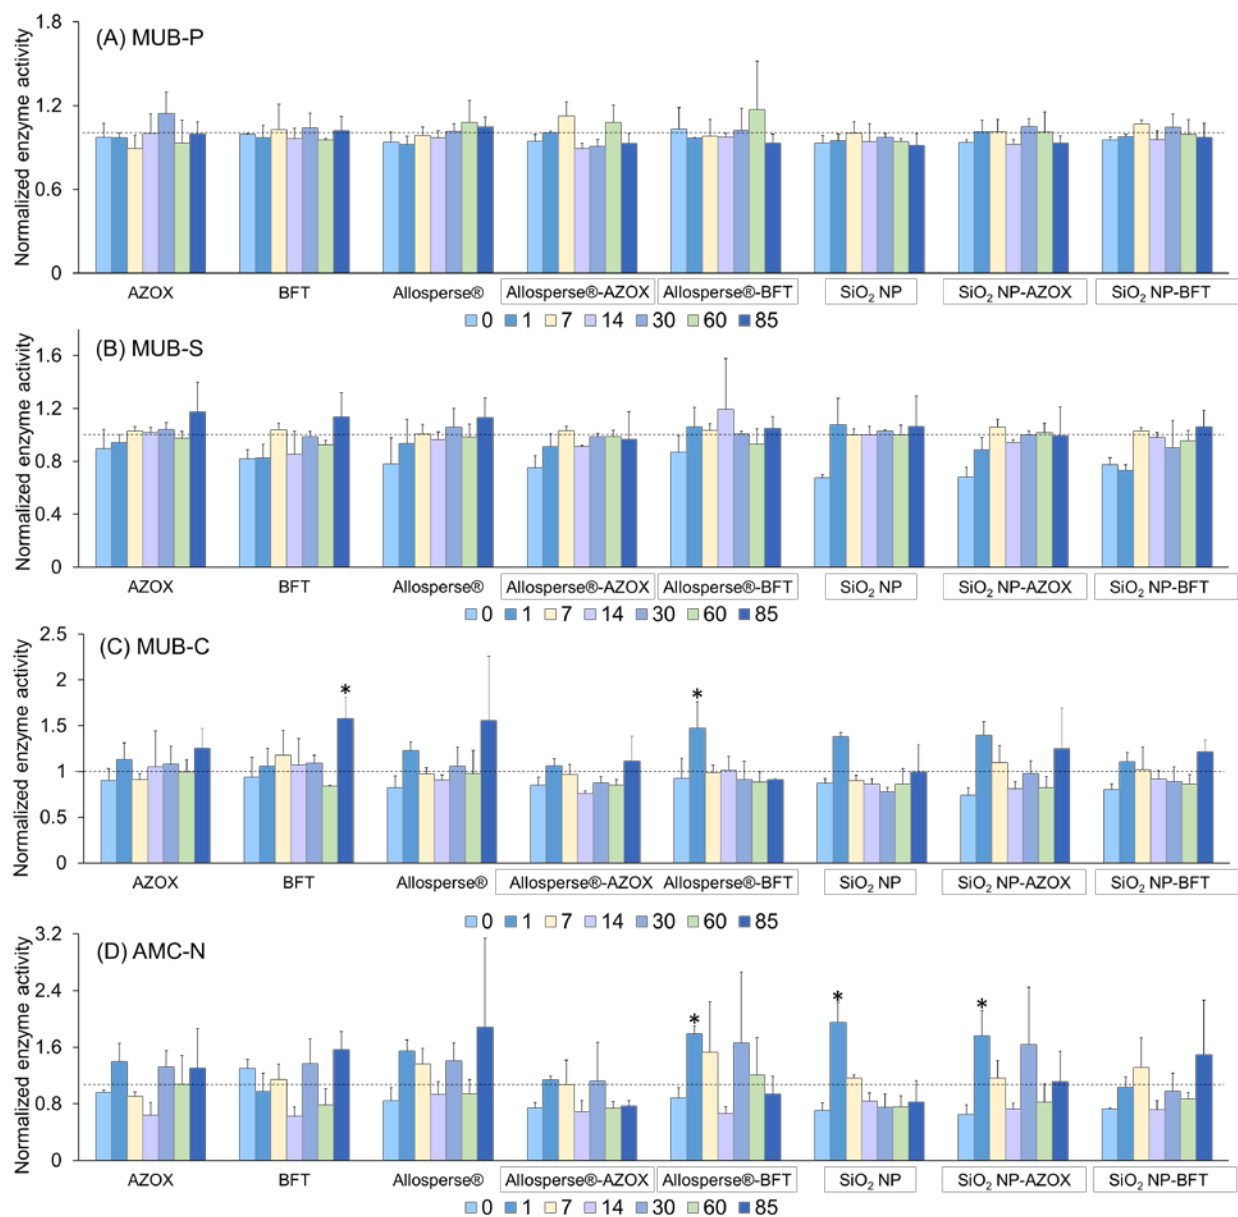 (A) MUB-P
Normalized enzyme activity
1.8
1.2
0.6
0
AZOX BFT Allosperse® Allosperse®-AZOX Allosperse®-BFT SiO₂ NP SiO₂ NP-AZOX SiO₂ NP-BFT
0 1 7 14 30 60 85
(B) MUB-S
Normalized enzyme activity
1.6
1.2
0.8
0.4
0
AZOX BFT Allosperse® Allosperse®-AZOX Allosperse®-BFT SiO₂ NP SiO₂ NP-AZOX SiO₂ NP-BFT
0 1 7 14 30 60 85
(C) MUB-C
Normalized enzyme activity
2.5
2
1.5
1
0.5
0
* *
AZOX BFT Allosperse® Allosperse®-AZOX Allosperse®-BFT SiO₂ NP SiO₂ NP-AZOX SiO₂ NP-BFT
0 1 7 14 30 60 85
(D) AMC-N
Normalized enzyme activity
3.2
2.4
1.6
0.8
0
* * *
AZOX BFT Allosperse® Allosperse®-AZOX Allosperse®-BFT SiO₂ NP SiO₂ NP-AZOX SiO₂ NP-BFT
0 1 7 14 30 60 85